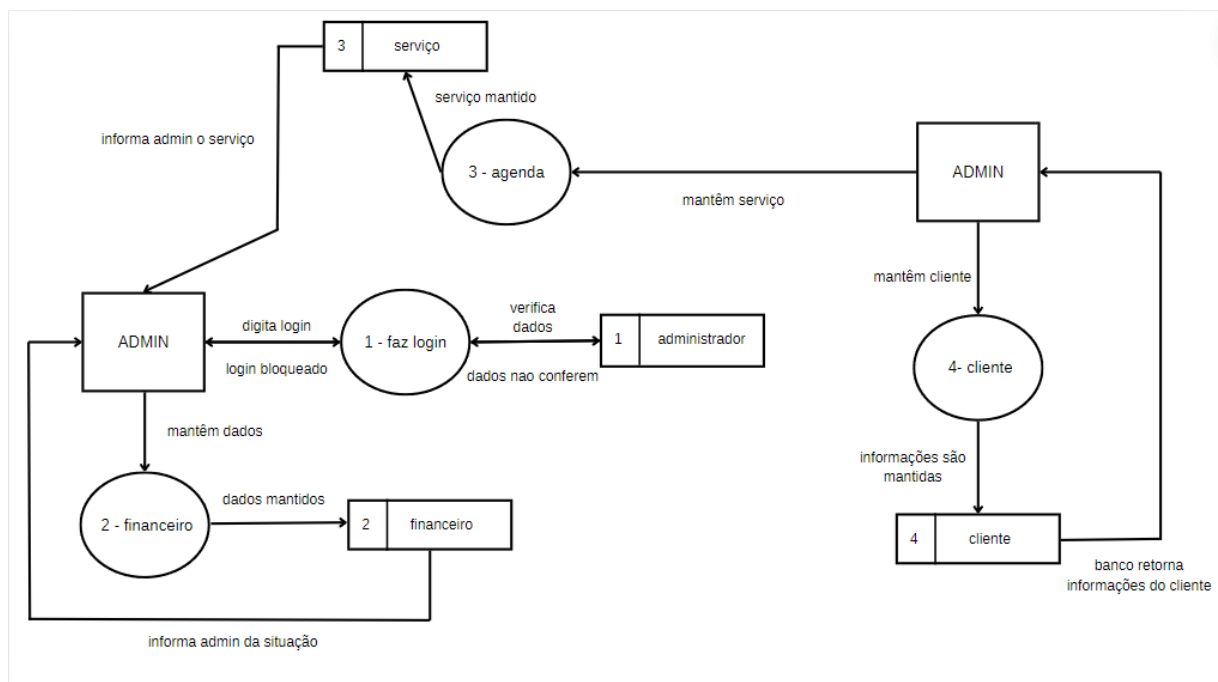 3
serviço
serviço mantido
informa admin o serviço
3 - agenda
ADMIN
mantêm serviço
mantêm cliente
ADMIN
digita login
login bloqueado
1 - faz login
verifica
dados
dados nao conferem
1
administrador
4- cliente
mantêm dados
informações são
mantidas
2 - financeiro
dados mantidos
2
financeiro
4
cliente
banco retorna
informações do cliente
informa admin da situação